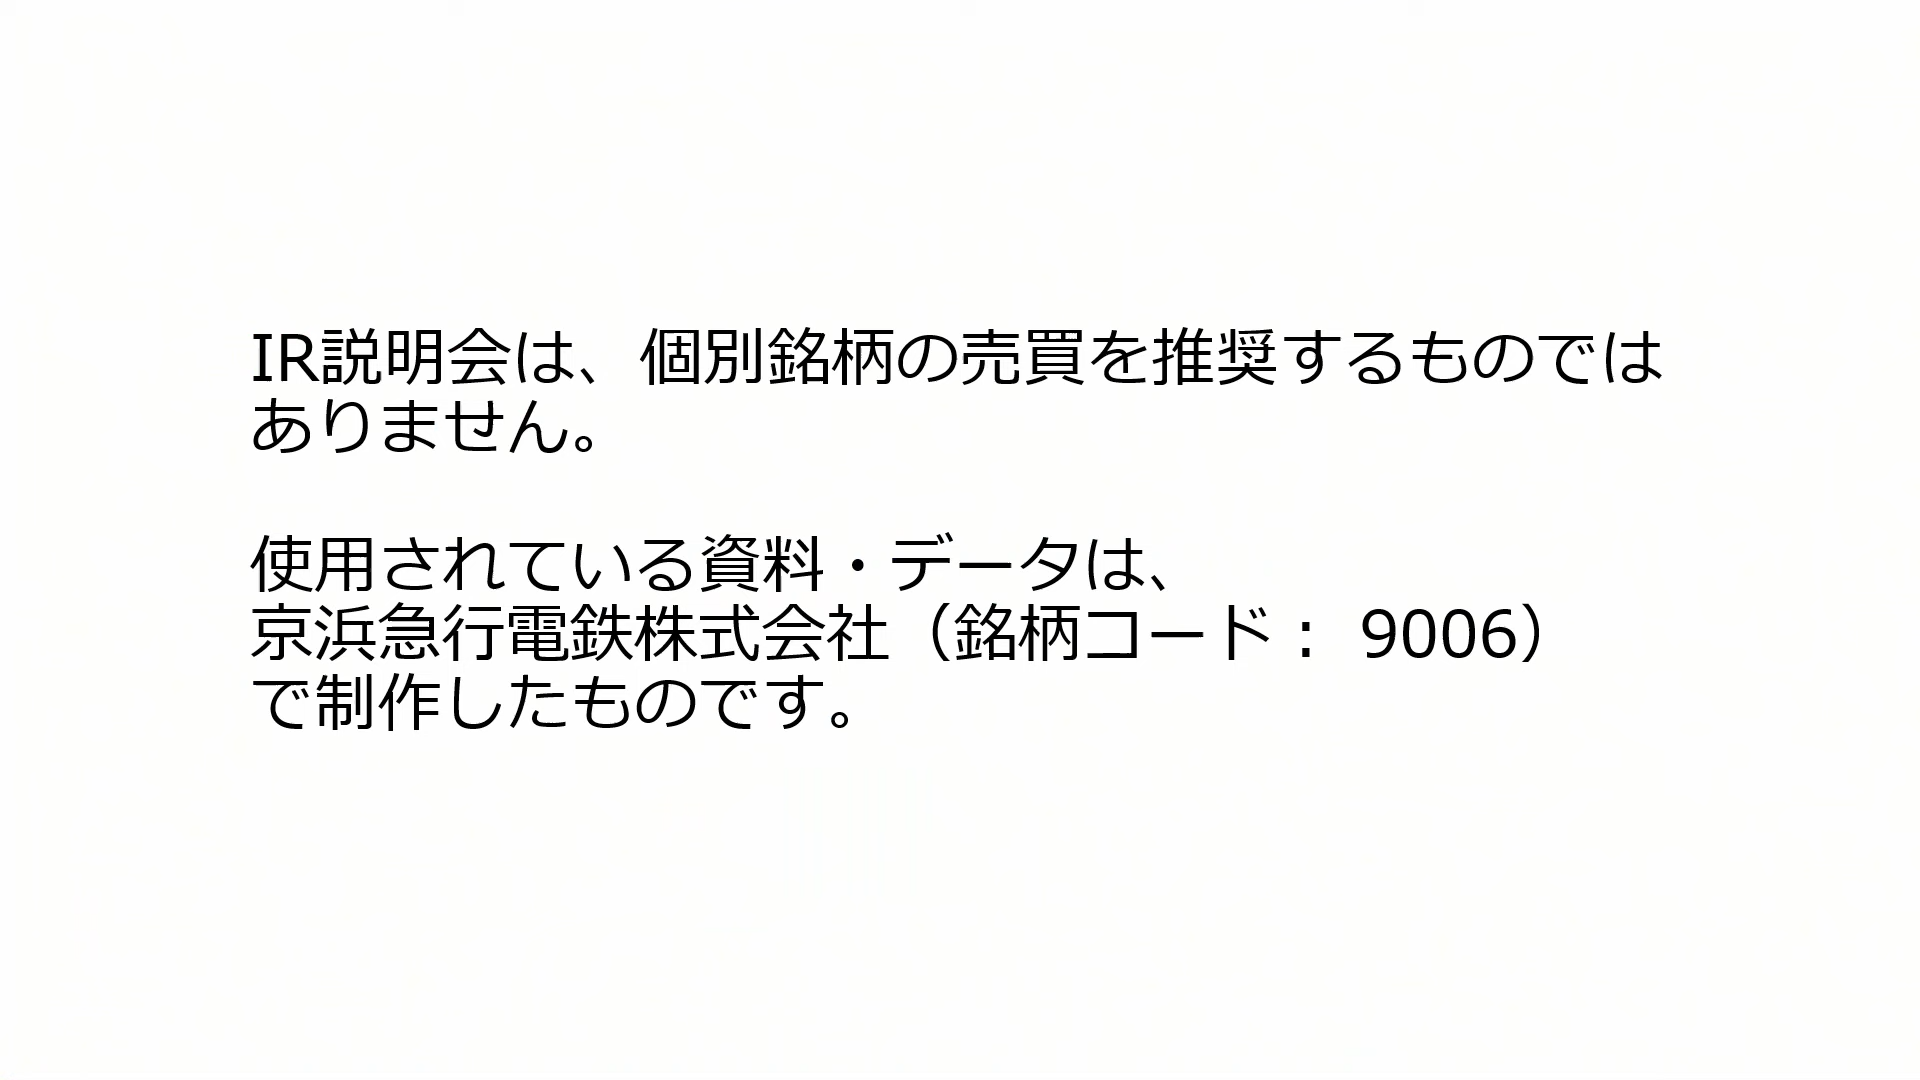 IR説明会は、個別銘柄の売買を推奨するものでは
ありません。
使用されている資料・データは、
京浜急行電鉄株式会社（銘柄コード： 9006）
で制作したものです。